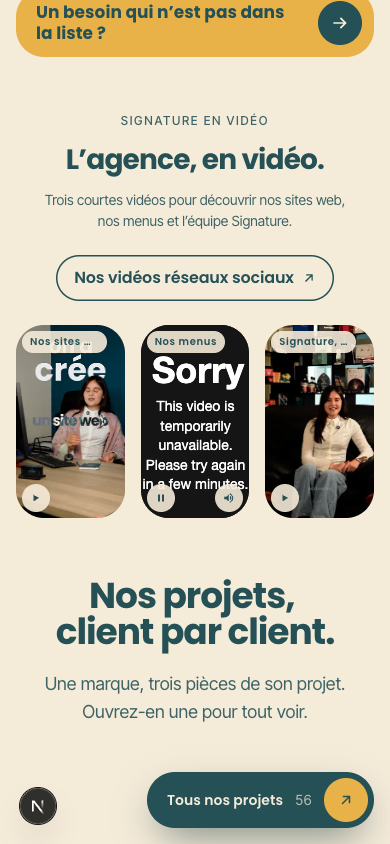 Un besoin qui n’est pas dans
la liste ?
SIGNATURE EN VIDÉO
L’agence, en vidéo.
Trois courtes vidéos pour découvrir nos sites web,
nos menus et l’équipe Signature.
Nos vidéos réseaux sociaux
Nos sites ...
crée
un site web
Nos menus
Sorry
This video is
temporarily
unavailable.
Please try again
in a few minutes.
Signature, ...
Nos projets,
client par client.
Une marque, trois pièces de son projet.
Ouvrez-en une pour tout voir.
Tous nos projets 56
N